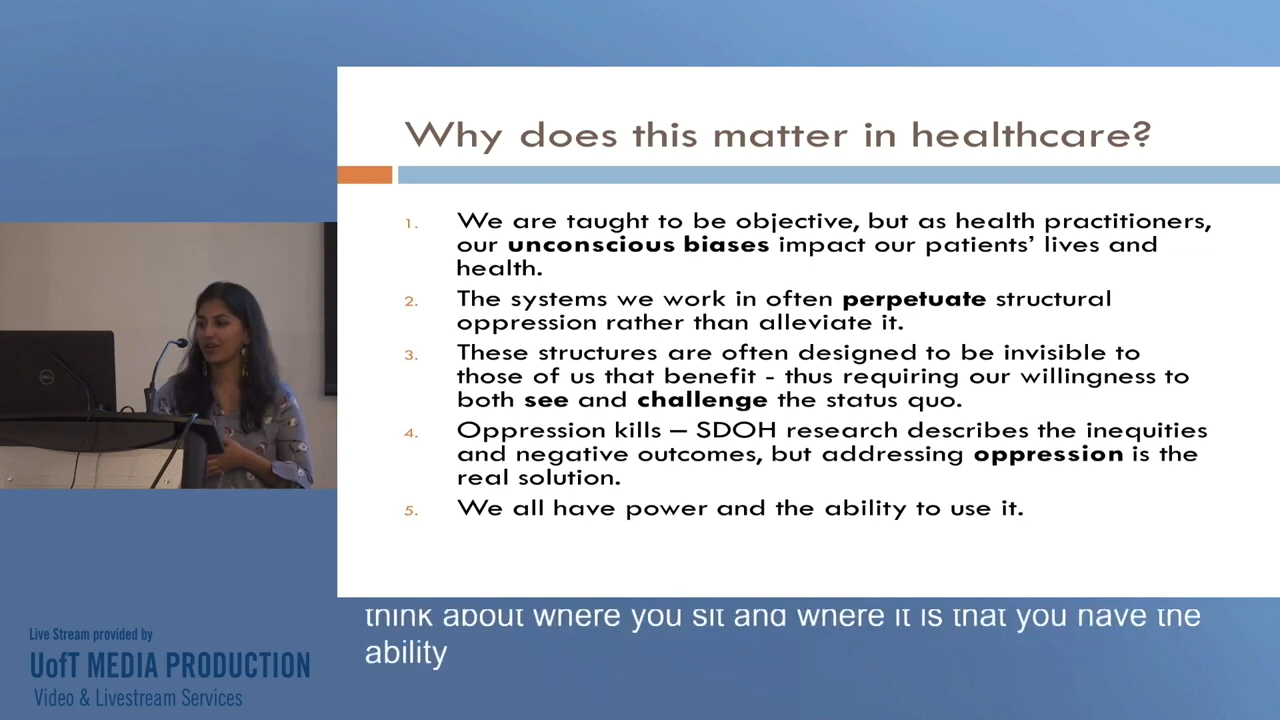 Why does this matter in healthcare?
1. We are taught to be objective, but as health practitioners,
our unconscious biases impact our patients’ lives and
health.
2. The systems we work in often perpetuate structural
oppression rather than alleviate it.
3. These structures are often designed to be invisible to
those of us that benefit - thus requiring our willingness to
both see and challenge the status quo.
4. Oppression kills – SDOH research describes the inequities
and negative outcomes, but addressing oppression is the
real solution.
5. We all have power and the ability to use it.
DELL
think about where you sit and where it is that you have the
ability
Live Stream provided by
UofT MEDIA PRODUCTION
Video & Livestream Services